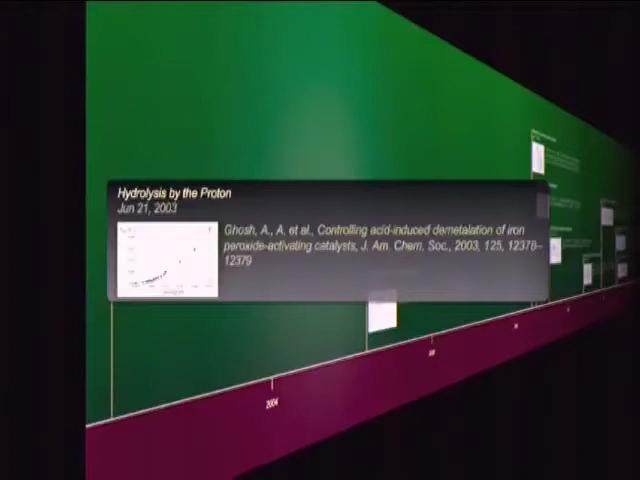 Hydrolysis by the Proton
Jun 21, 2003
Ghosh, A., A. et al., Controlling acid-induced demetalation of iron
peroxide-activating catalysts, J. Am. Chem, Soc., 2003, 125, 12378–
12379
2004